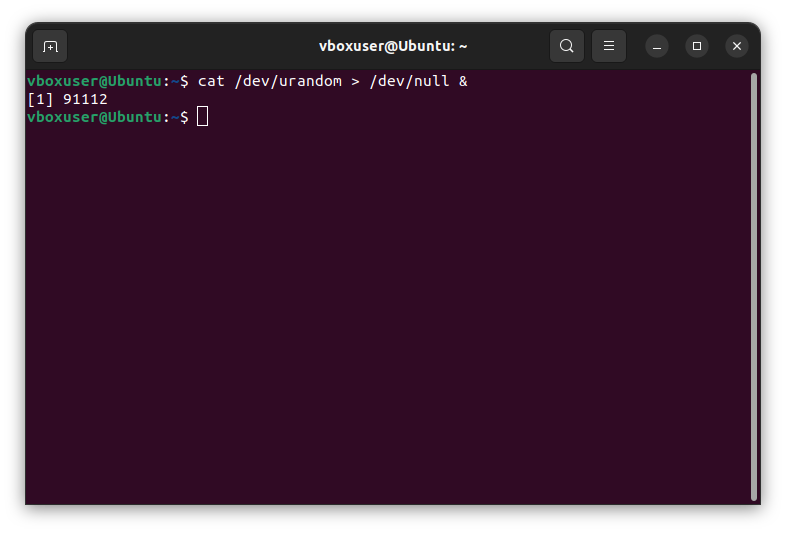 vboxuser@Ubuntu: ~
vboxuser@Ubuntu:~$ cat /dev/urandom > /dev/null &
[1] 91112
vboxuser@Ubuntu:~$